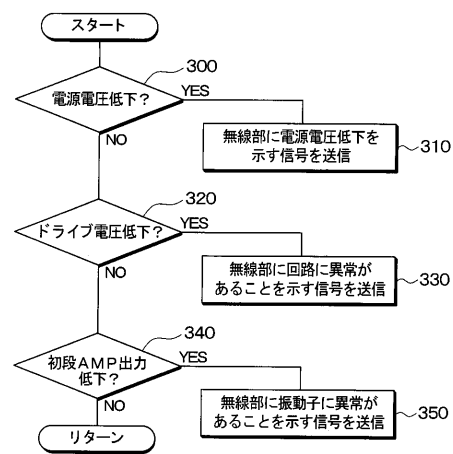 スタート
300
電源電圧低下？
YES
NO
無線部に電源電圧低下を
示す信号を送信
310
320
ドライブ電圧低下？
YES
NO
無線部に回路に異常が
あることを示す信号を送信
330
340
初段AMP出力
低下？
YES
NO
無線部に振動子に異常が
あることを示す信号を送信
350
リターン